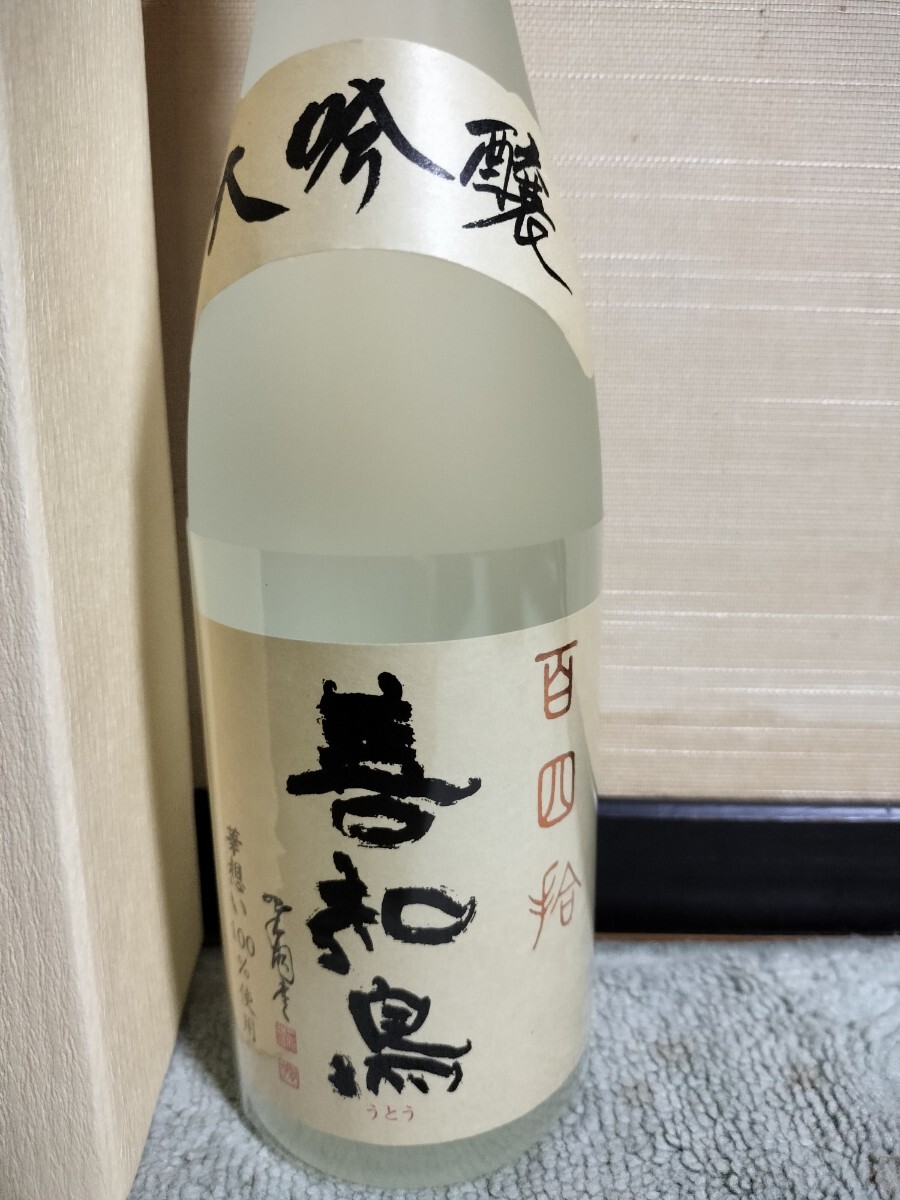 大吟醸
百四拾
善知鳥
うとう
華想い100%使用